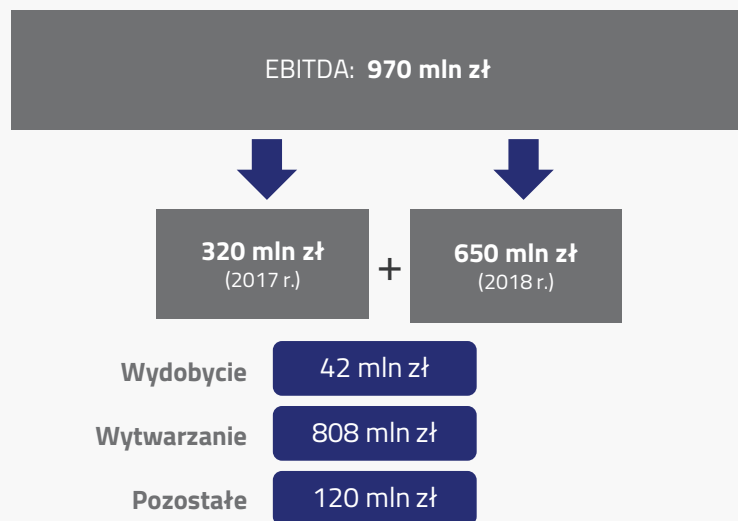 EBITDA: 970 mln zł
320 mln zł
(2017 r.)
+
650 mln zł
(2018 r.)
Wydobycie 42 mln zł
Wytwarzanie 808 mln zł
Pozostałe 120 mln zł